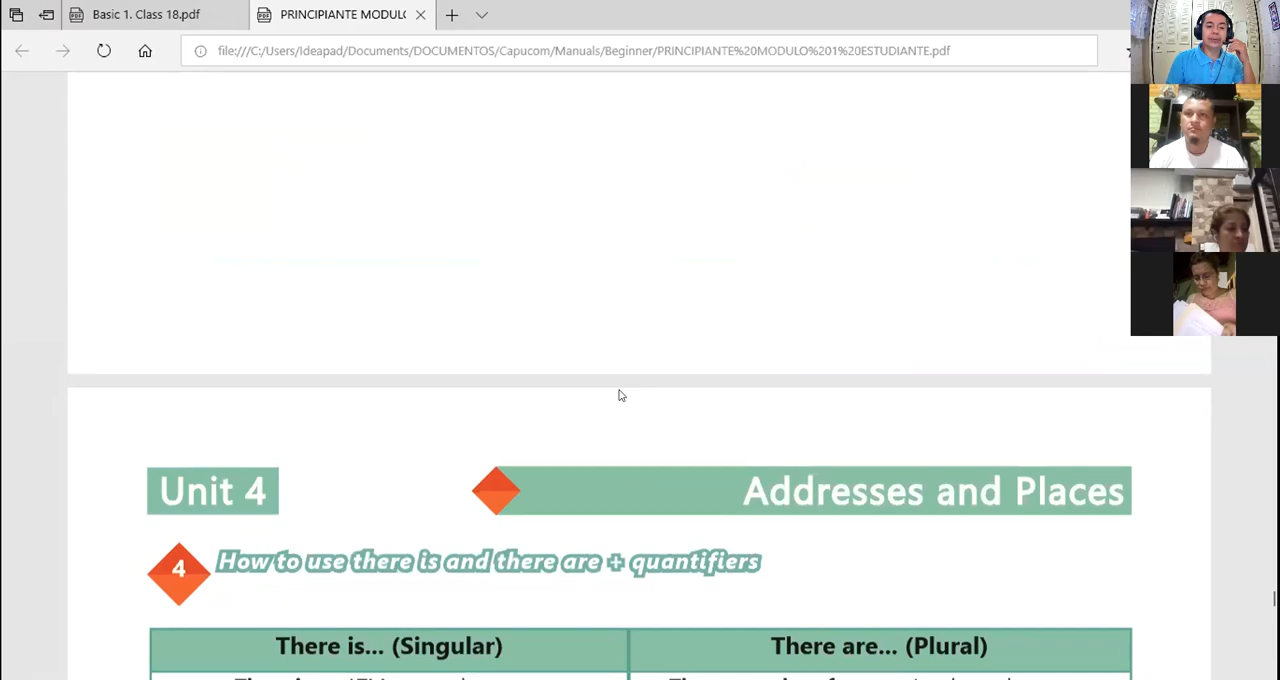 Basic 1. Class 18.pdf
PRINCIPIANTE MODULO
file:///C:/Users/Ideapad/Documents/DOCUMENTOS/Capucom/Manuals/Beginner/PRINCIPIANTE%20MODULO%201%20ESTUDIANTE.pdf
Unit 4
Addresses and Places
4
How to use there is and there are + quantifiers
There is... (Singular)
There are... (Plural)